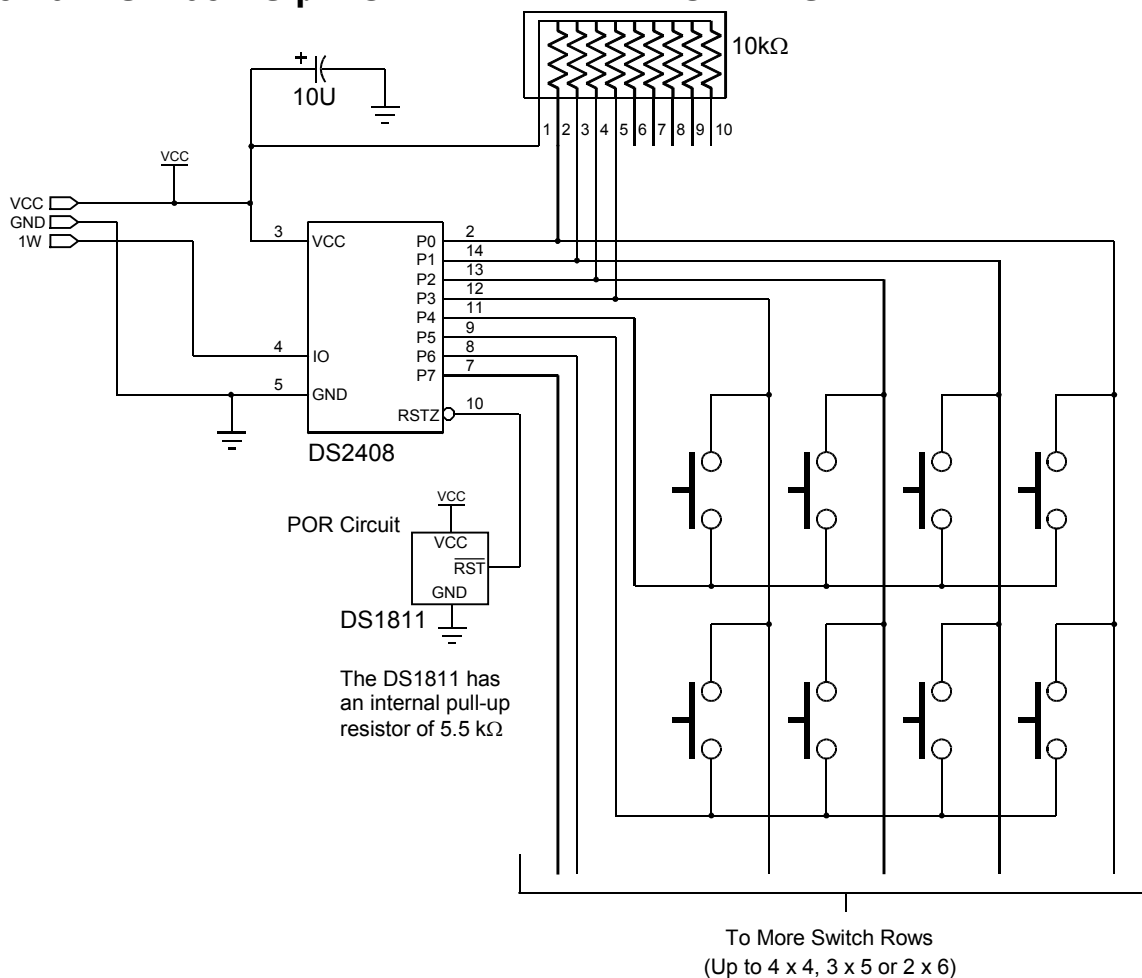 10kΩ
+
10U
1 2 3 4 5 6 7 8 9 10
VCC
VCC
GND
1W
3 VCC
4 IO
5 GND
P0 2
P1 14
P2 13
P3 12
P4 11
P5 9
P6 8
P7 7
RSTZ 10
DS2408
VCC
POR Circuit
VCC
RST
GND
DS1811
The DS1811 has
an internal pull-up
resistor of 5.5 kΩ
To More Switch Rows
(Up to 4 x 4, 3 x 5 or 2 x 6)